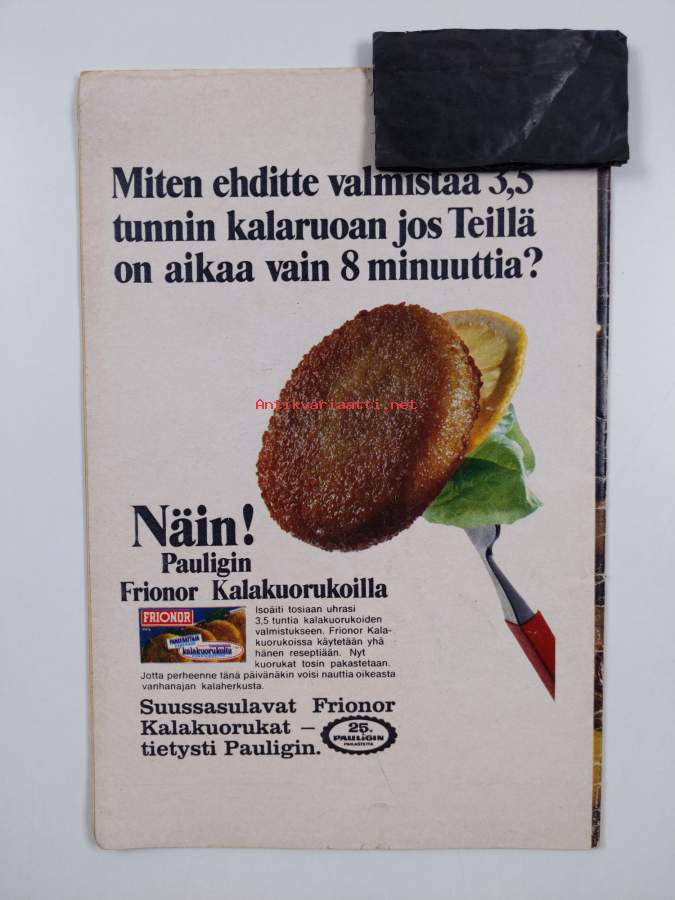 Miten ehditte valmistaa 3,5
tunnin kalaruoan jos Teillä
on aikaa vain 8 minuuttia?
Antikvariaatti.net
Näin!
Pauligin
Frionor Kalakuorukoilla
FRIONOR
kalakuorukoita
Isoäiti tosiaan uhrasi
3,5 tuntia kalakuorukoiden
valmistukseen. Frionor Kala-
kuorukoissa käytetään yhä
hänen reseptiään. Nyt
kuorukat tosin pakastetaan.
Jotta perheenne tänä päivänäkin voisi nauttia oikeasta
vanhanajan kalaherkusta.
Suussasulavat Frionor
Kalakuorukat –
tietysti Pauligin.
25v.
PAULIGIN
PAKASTEITA